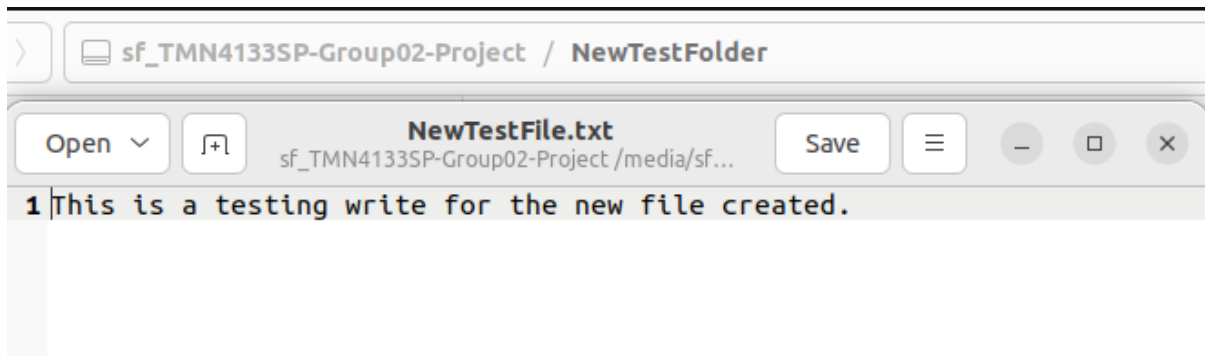 sf_TMN4133SP-Group02-Project / NewTestFolder
Open
NewTestFile.txt
sf_TMN4133SP-Group02-Project /media/sf...
Save
1 This is a testing write for the new file created.